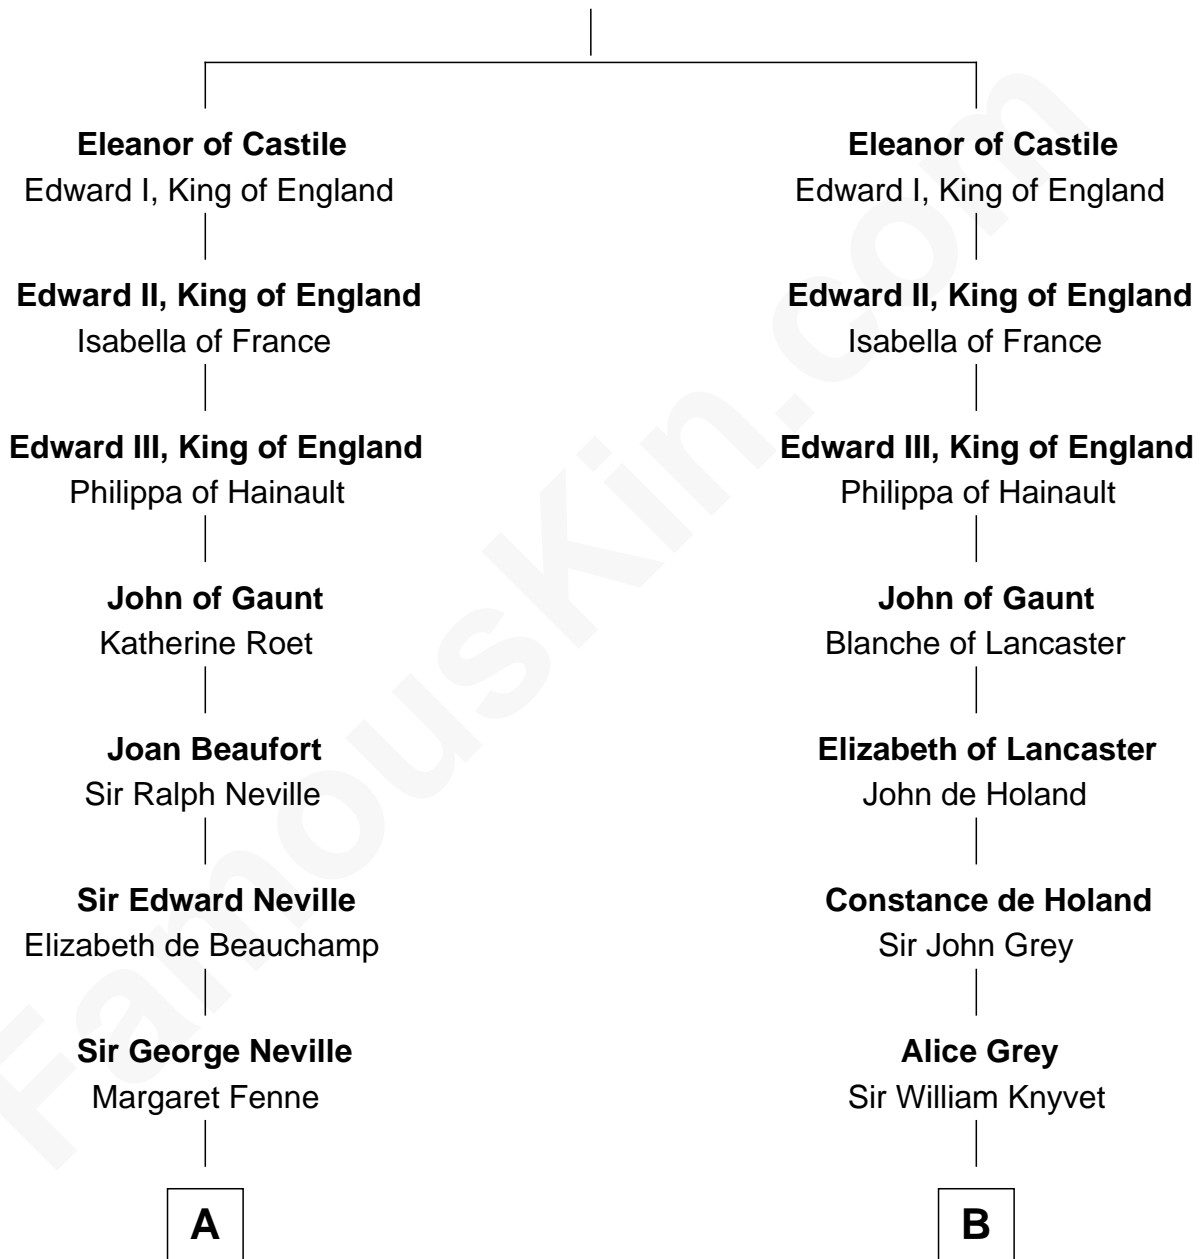 Eleanor of Castile
Edward I, King of England
Edward II, King of England
Isabella of France
Edward III, King of England
Philippa of Hainault
John of Gaunt
Katherine Roet
Joan Beaufort
Sir Ralph Neville
Sir Edward Neville
Elizabeth de Beauchamp
Sir George Neville
Margaret Fenne
A
Eleanor of Castile
Edward I, King of England
Edward II, King of England
Isabella of France
Edward III, King of England
Philippa of Hainault
John of Gaunt
Blanche of Lancaster
Elizabeth of Lancaster
John de Holand
Constance de Holand
Sir John Grey
Alice Grey
Sir William Knyvet
B
FamousKin.com